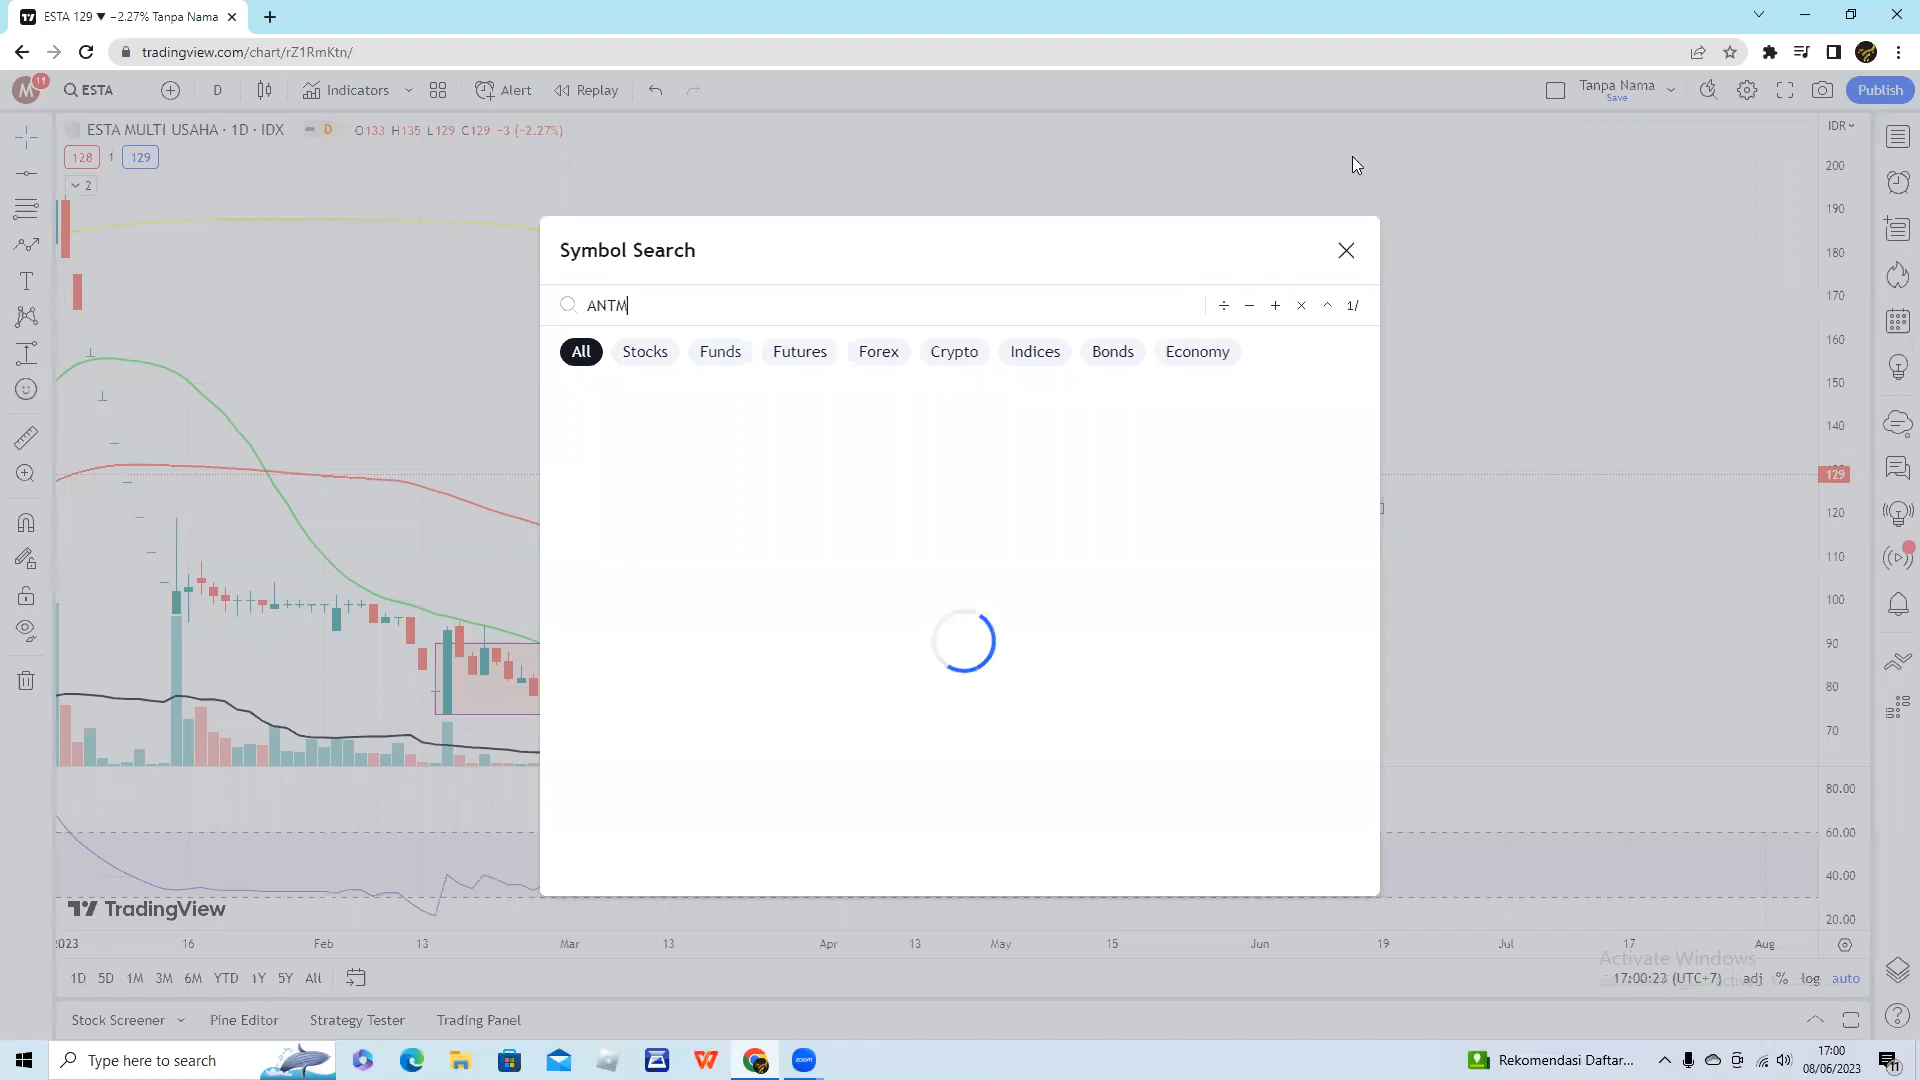 ESTA 129 ▼ −2.27% Tanpa Nama
tradingview.com/chart/rZ1RmKtn/
M
11
ESTA
D
Indicators
Alert
Replay
Tanpa Nama
Save
Publish
ESTA MULTI USAHA · 1D · IDX
D
O133 H135 L129 C129 −3 (−2.27%)
IDR
128
1
129
2
200
190
180
170
160
150
140
129
120
110
100
90
80
70
80.00
60.00
40.00
20.00
Symbol Search
ANTM
÷ − + × ^ 1/
All
Stocks
Funds
Futures
Forex
Crypto
Indices
Bonds
Economy
TradingView
2023
16
Feb
13
Mar
13
Apr
13
May
15
Jun
19
Jul
17
Aug
Activate Windows
1D 5D 1M 3M 6M YTD 1Y 5Y All
17:00:23 (UTC+7)
adj % log auto
Stock Screener
Pine Editor
Strategy Tester
Trading Panel
Type here to search
zoom
Rekomendasi Daftar...
17:00
08/06/2023
11